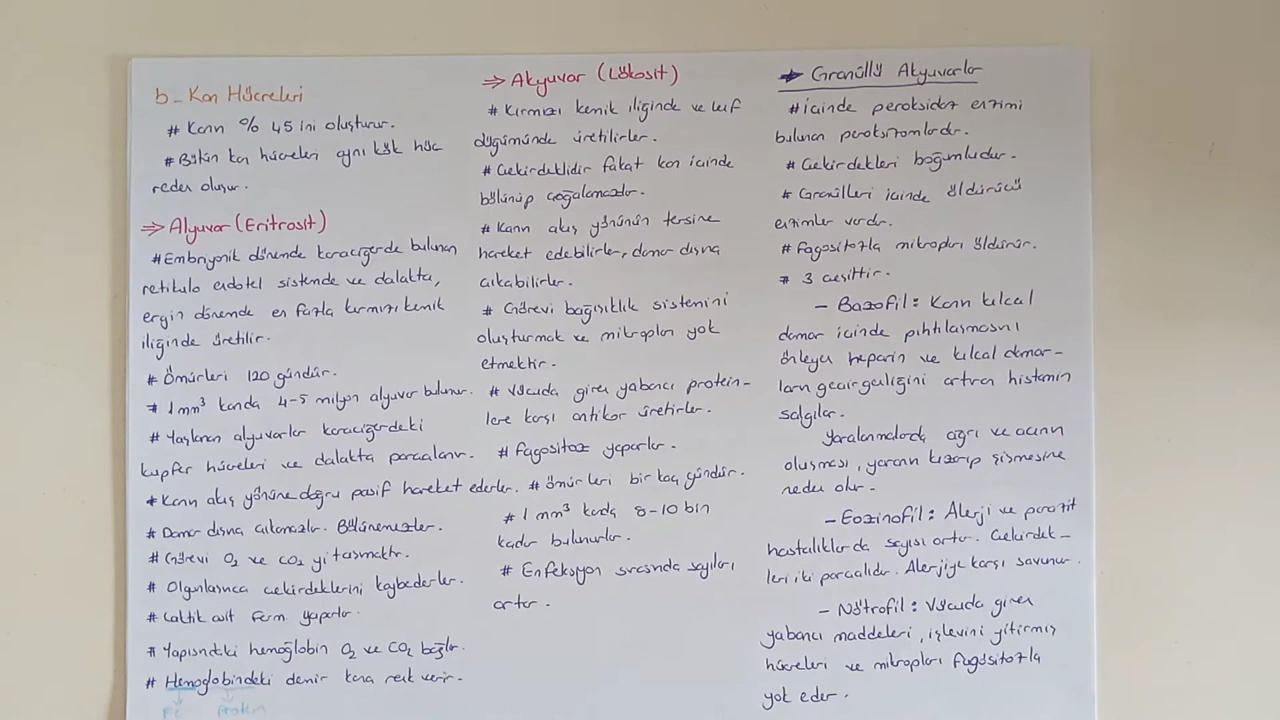 b - Kan Hücreleri
# Kanın % 45 ini oluşturur.
# Bütün kan hücreleri aynı kök hüc
reden oluşur.
⇒ Alyuvar (Eritrosit)
# Embriyonik dönemde karaciğerde bulunan
retikulo endotel sistemde ve dalakta,
ergin dönemde en fazla kırmızı kemik
iliğinde üretilir.
# Ömürleri 120 gündür.
# 1 mm³ kanda 4-5 milyon alyuvar bulunur.
# Yaşlanan alyuvarlar karaciğerdeki
kupfer hücreleri ve dalakta parçalanır.
# Kanın akış yönüne doğru pasif hareket ederler.
# Damar dışına çıkamazlar. Bölünemezler.
# Görevi O₂ ve CO₂ yi taşımaktır.
# Olgunlaşınca çekirdeklerini kaybederler.
# Laktik asit ferm yaparlar.
# Yapısındaki hemoğlobin O₂ ve CO₂ bağlar.
# Hemoglobindeki demir kana renk verir.
Fe Protein
⇒ Akyuvar (Lökosit)
# Kırmızı kemik iliğinde ve lenf
düğümünde üretilirler.
# Çekirdeklidir fakat kan içinde
bölünüp çoğalamazlar.
# Kanın akış yönünün tersine
hareket edebilirler, damar dışına
çıkabilirler.
# Görevi bağışıklık sistemini
oluşturmak ve mikropları yok
etmektir.
# Vücuda giren yabancı protein-
lere karşı antikor üretirler.
# Fagositoz yaparlar.
# Ömürleri bir kaç gündür.
# 1 mm³ kanda 8-10 bin
kadar bulunurlar.
# Enfeksiyon sırasında sayıları
artar.
→ Granüllü Akyuvarlar
# İçinde peroksidaz enzimi
bulunan peroksizomlardır.
# Çekirdekleri boğumludur.
# Granülleri içinde öldürücü
enzimler vardır.
# Fagositozla mikropları öldürür.
# 3 çeşittir.
- Bazofil: Kanın kılcal
damar içinde pıhtılaşmasını
önleyen heparin ve kılcal damar-
ların geçirgenliğini artıran histamin
salgılar.
Yaralanmalarda ağrı ve acının
oluşması, yaranın kızarıp şişmesine
neden olur.
- Eozinofil: Alerji ve parazit
hastalıklarda sayısı artar. Çekirdek-
leri iki parçalıdır. Alerjiye karşı savunur.
- Nötrofil: Vücuda giren
yabancı maddeleri, işlevini yitirmiş
hücreleri ve mikropları fagositozla
yok eder.